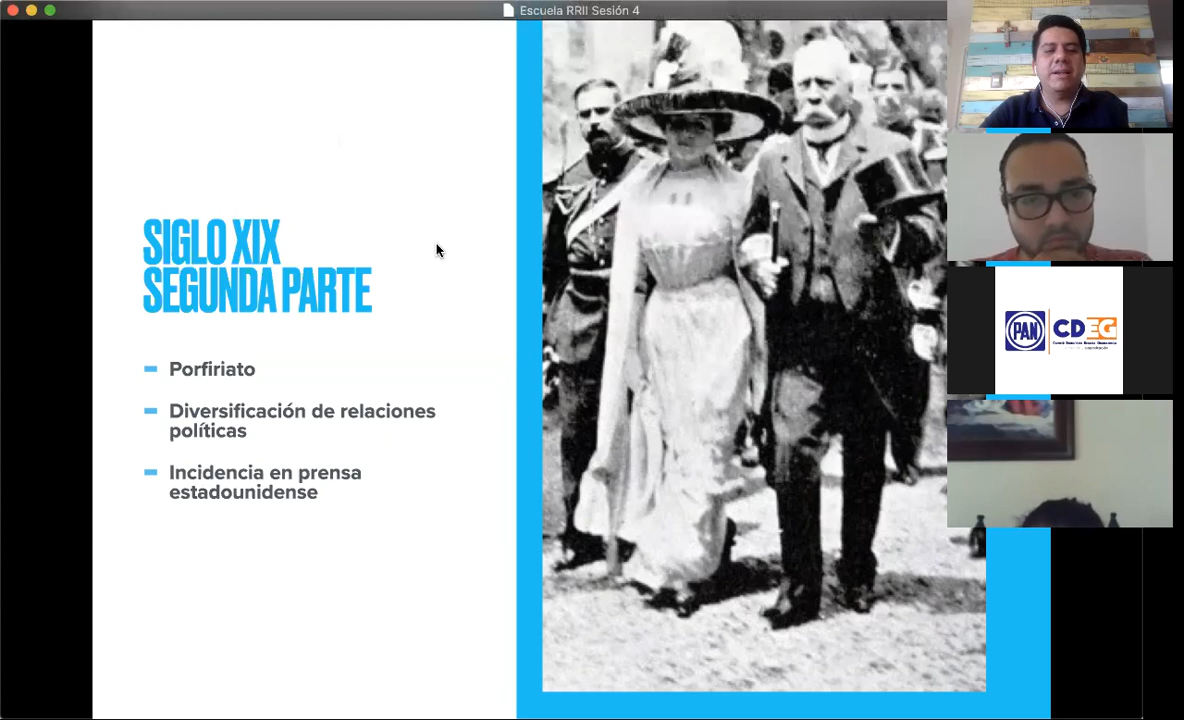 Escuela RRII Sesión 4
SIGLO XIX
SEGUNDA PARTE
Porfiriato
Diversificación de relaciones
políticas
Incidencia en prensa
estadounidense
PAN
CDEG